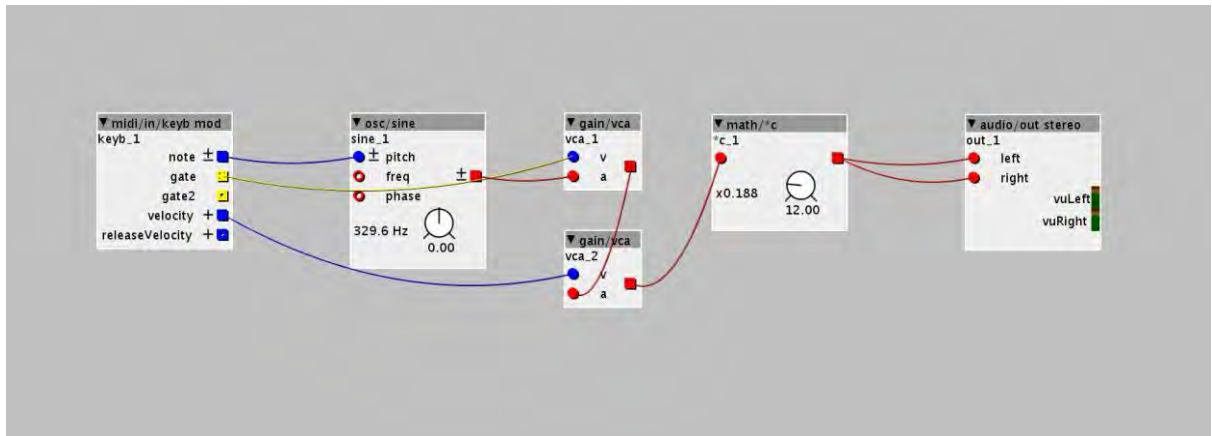 ▼ midi/in/keyb mod
keyb_1
note ±
gate
gate2
velocity +
releaseVelocity +
▼ osc/sine
sine_1
± pitch
freq ±
phase
329.6 Hz
0.00
▼ gain/vca
vca_1
v
a
▼ gain/vca
vca_2
v
a
▼ math/*c
*c_1
x0.188
12.00
▼ audio/out stereo
out_1
left
right
vuLeft
vuRight